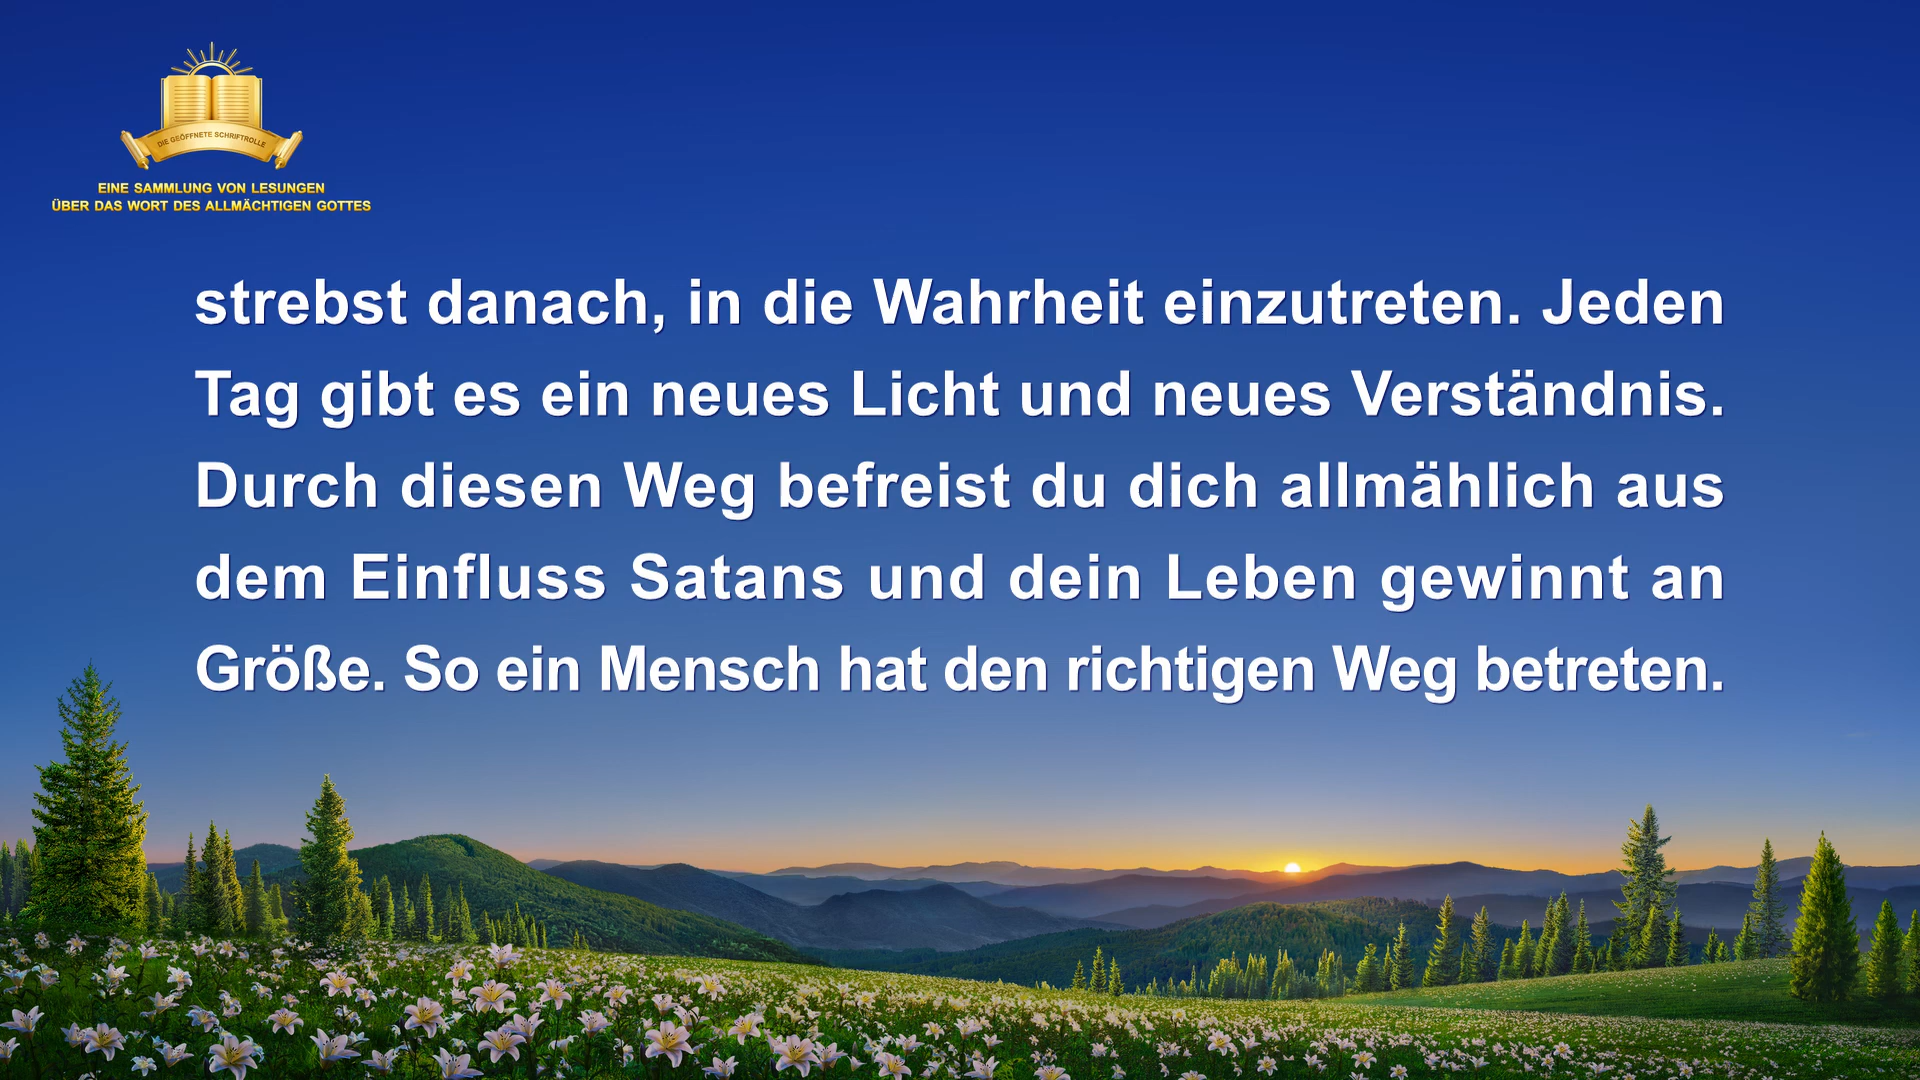 DIE GEÖFFNETE SCHRIFTROLLE
EINE SAMMLUNG VON LESUNGEN
ÜBER DAS WORT DES ALLMÄCHTIGEN GOTTES
strebst danach, in die Wahrheit einzutreten. Jeden
Tag gibt es ein neues Licht und neues Verständnis.
Durch diesen Weg befreist du dich allmählich aus
dem Einfluss Satans und dein Leben gewinnt an
Größe. So ein Mensch hat den richtigen Weg betreten.